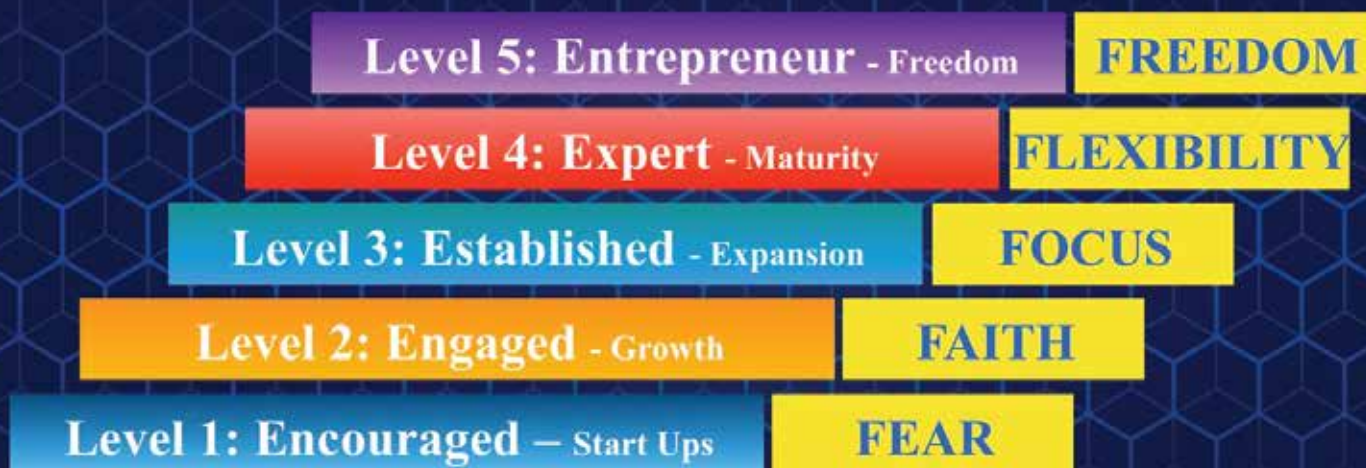 Level 5: Entrepreneur - Freedom FREEDOM
Level 4: Expert - Maturity FLEXIBILITY
Level 3: Established - Expansion FOCUS
Level 2: Engaged - Growth FAITH
Level 1: Encouraged – Start Ups FEAR